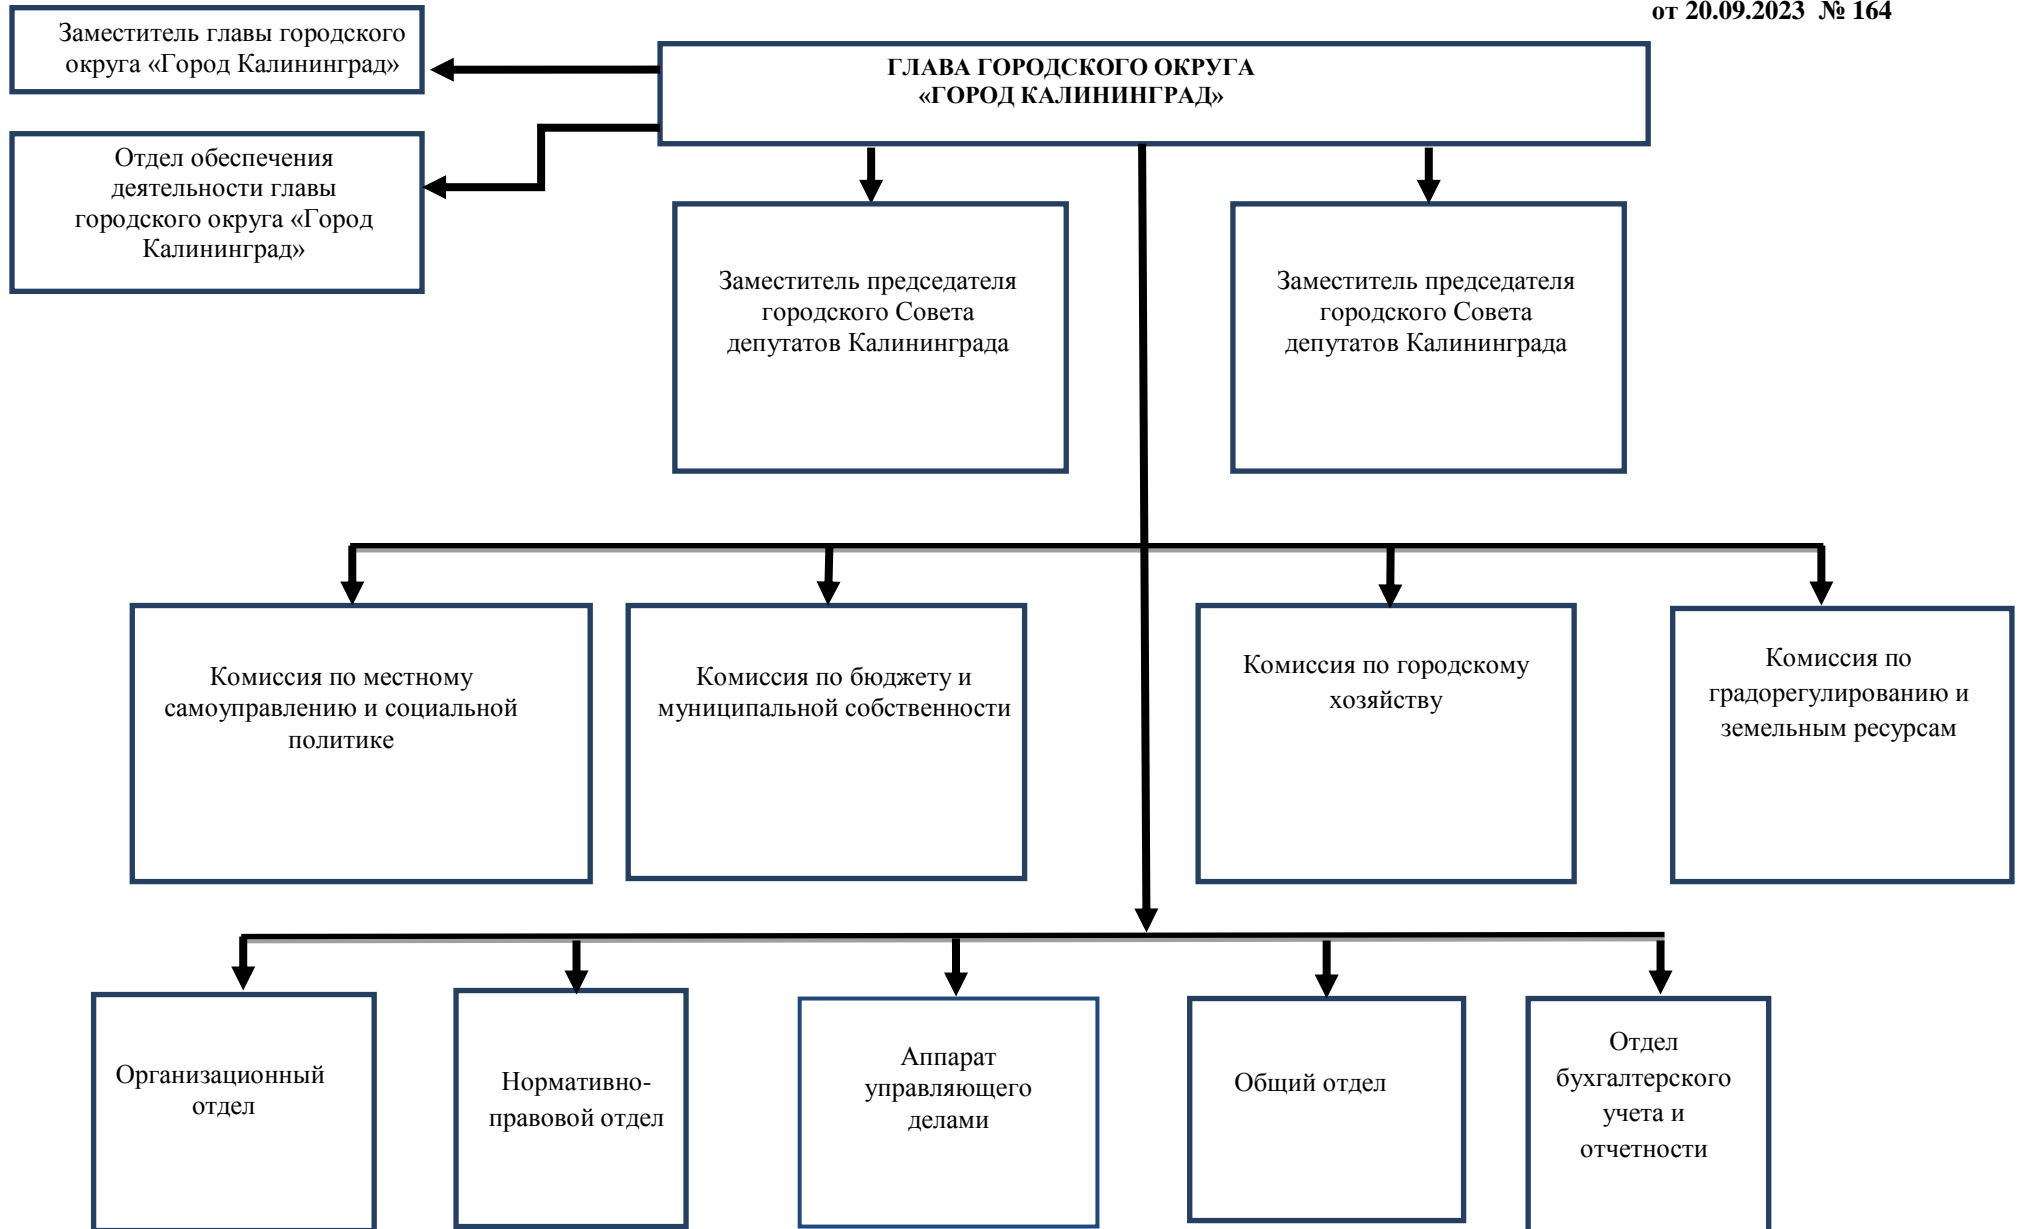 от 20.09.2023 № 164
Заместитель главы городского
округа «Город Калининград»
ГЛАВА ГОРОДСКОГО ОКРУГА
«ГОРОД КАЛИНИНГРАД»
Отдел обеспечения
деятельности главы
городского округа «Город
Калининград»
Заместитель председателя
городского Совета
депутатов Калининграда
Заместитель председателя
городского Совета
депутатов Калининграда
Комиссия по местному
самоуправлению и социальной
политике
Комиссия по бюджету и
муниципальной собственности
Комиссия по городскому
хозяйству
Комиссия по
градорегулированию и
земельным ресурсам
Организационный
отдел
Нормативно-
правовой отдел
Аппарат
управляющего
делами
Общий отдел
Отдел
бухгалтерского
учета и
отчетности